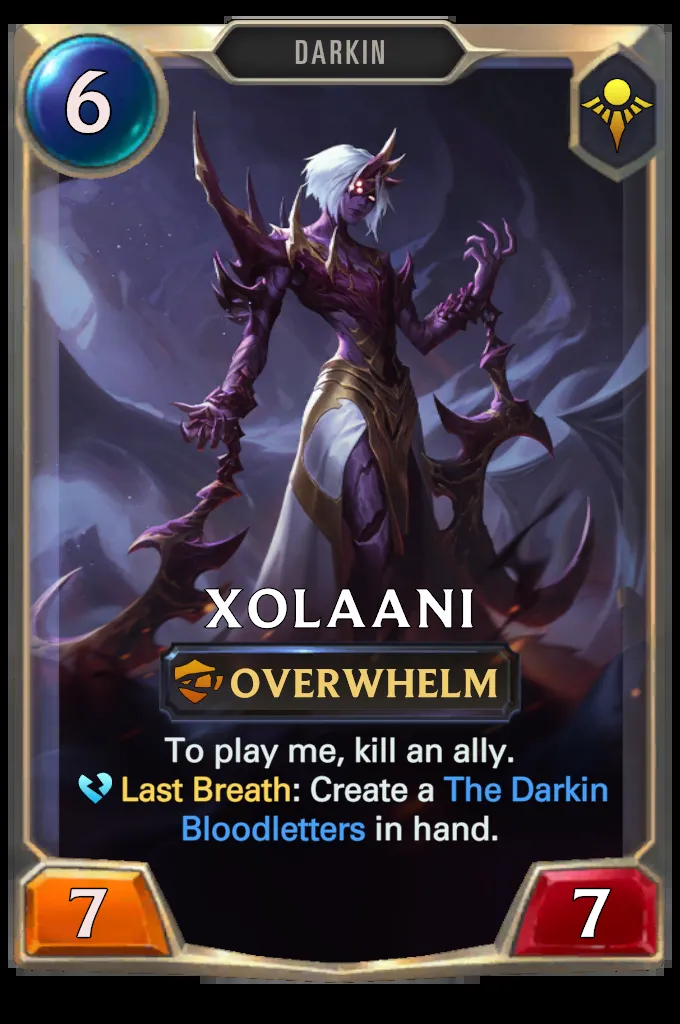 DARKIN
6
XOLAANI
OVERWHELM
To play me, kill an ally.
Last Breath: Create a The Darkin
Bloodletters in hand.
7
7